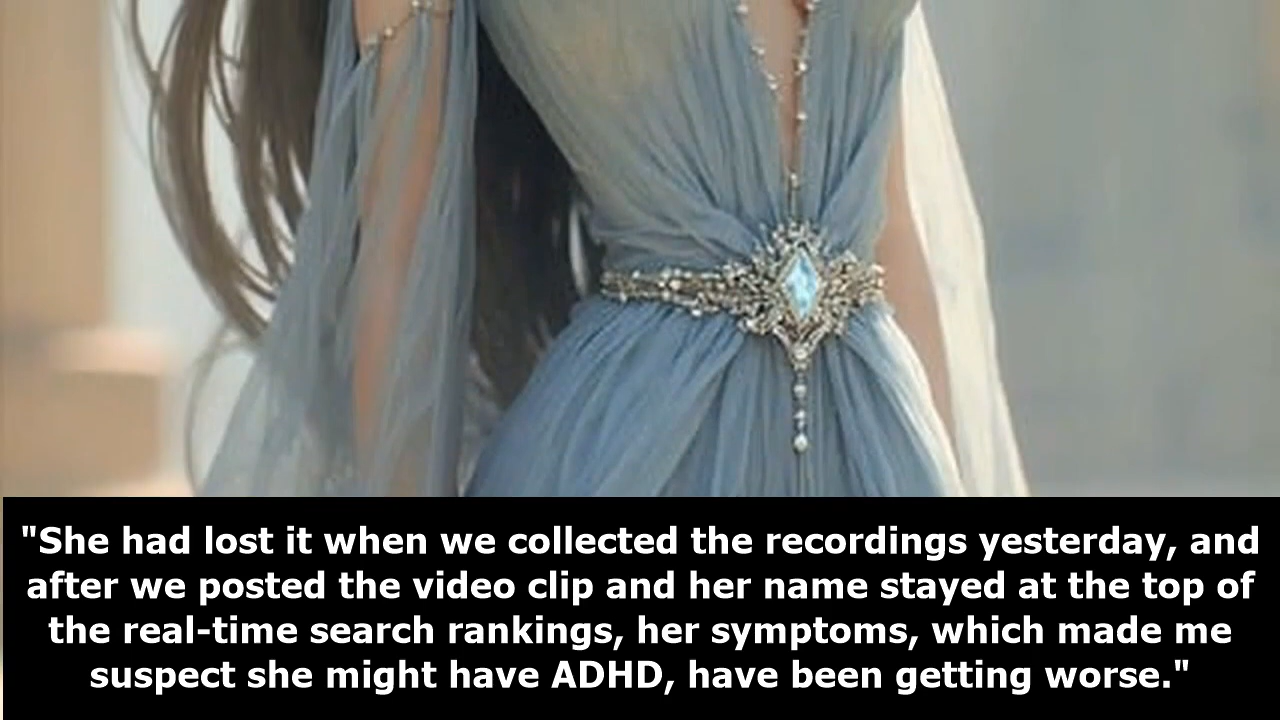 "She had lost it when we collected the recordings yesterday, and
after we posted the video clip and her name stayed at the top of
the real-time search rankings, her symptoms, which made me
suspect she might have ADHD, have been getting worse."